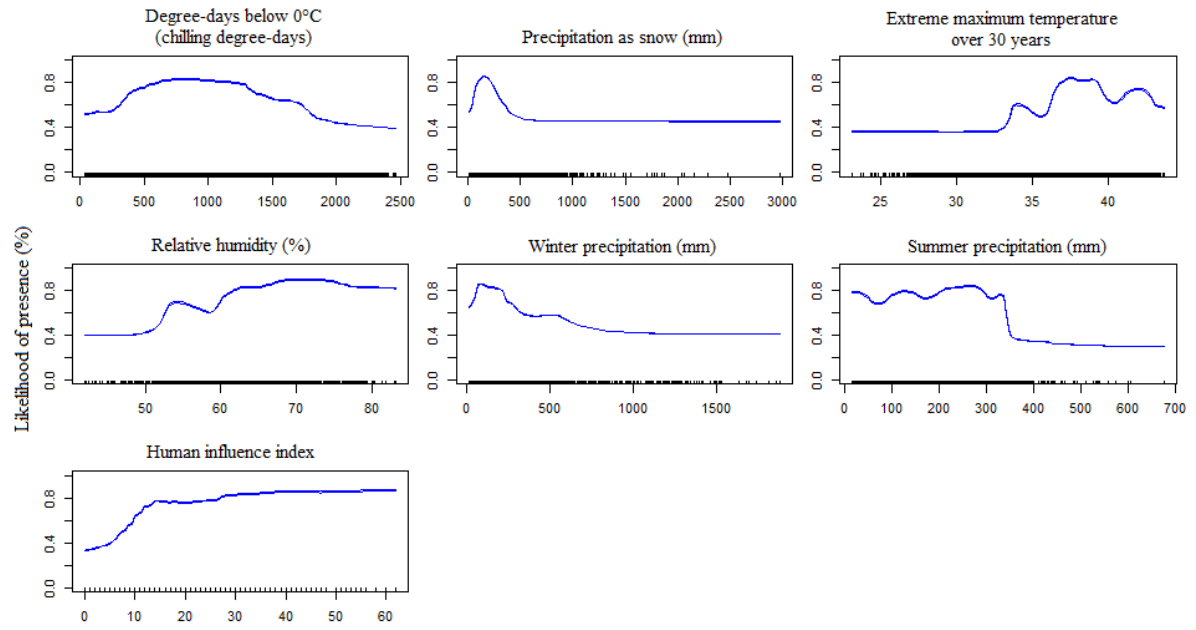 Degree-days below 0°C
(chilling degree-days)
Precipitation as snow (mm)
Extreme maximum temperature
over 30 years
0.0 0.4 0.8
0 500 1000 1500 2000 2500
0.0 0.4 0.8
0 500 1000 1500 2000 2500 3000
0.0 0.4 0.8
25 30 35 40
Likelihood of presence (%)
Relative humidity (%)
Winter precipitation (mm)
Summer precipitation (mm)
0.0 0.4 0.8
50 60 70 80
0.0 0.4 0.8
0 500 1000 1500
0.0 0.4 0.8
0 100 200 300 400 500 600 700
Human influence index
0.0 0.4 0.8
0 10 20 30 40 50 60